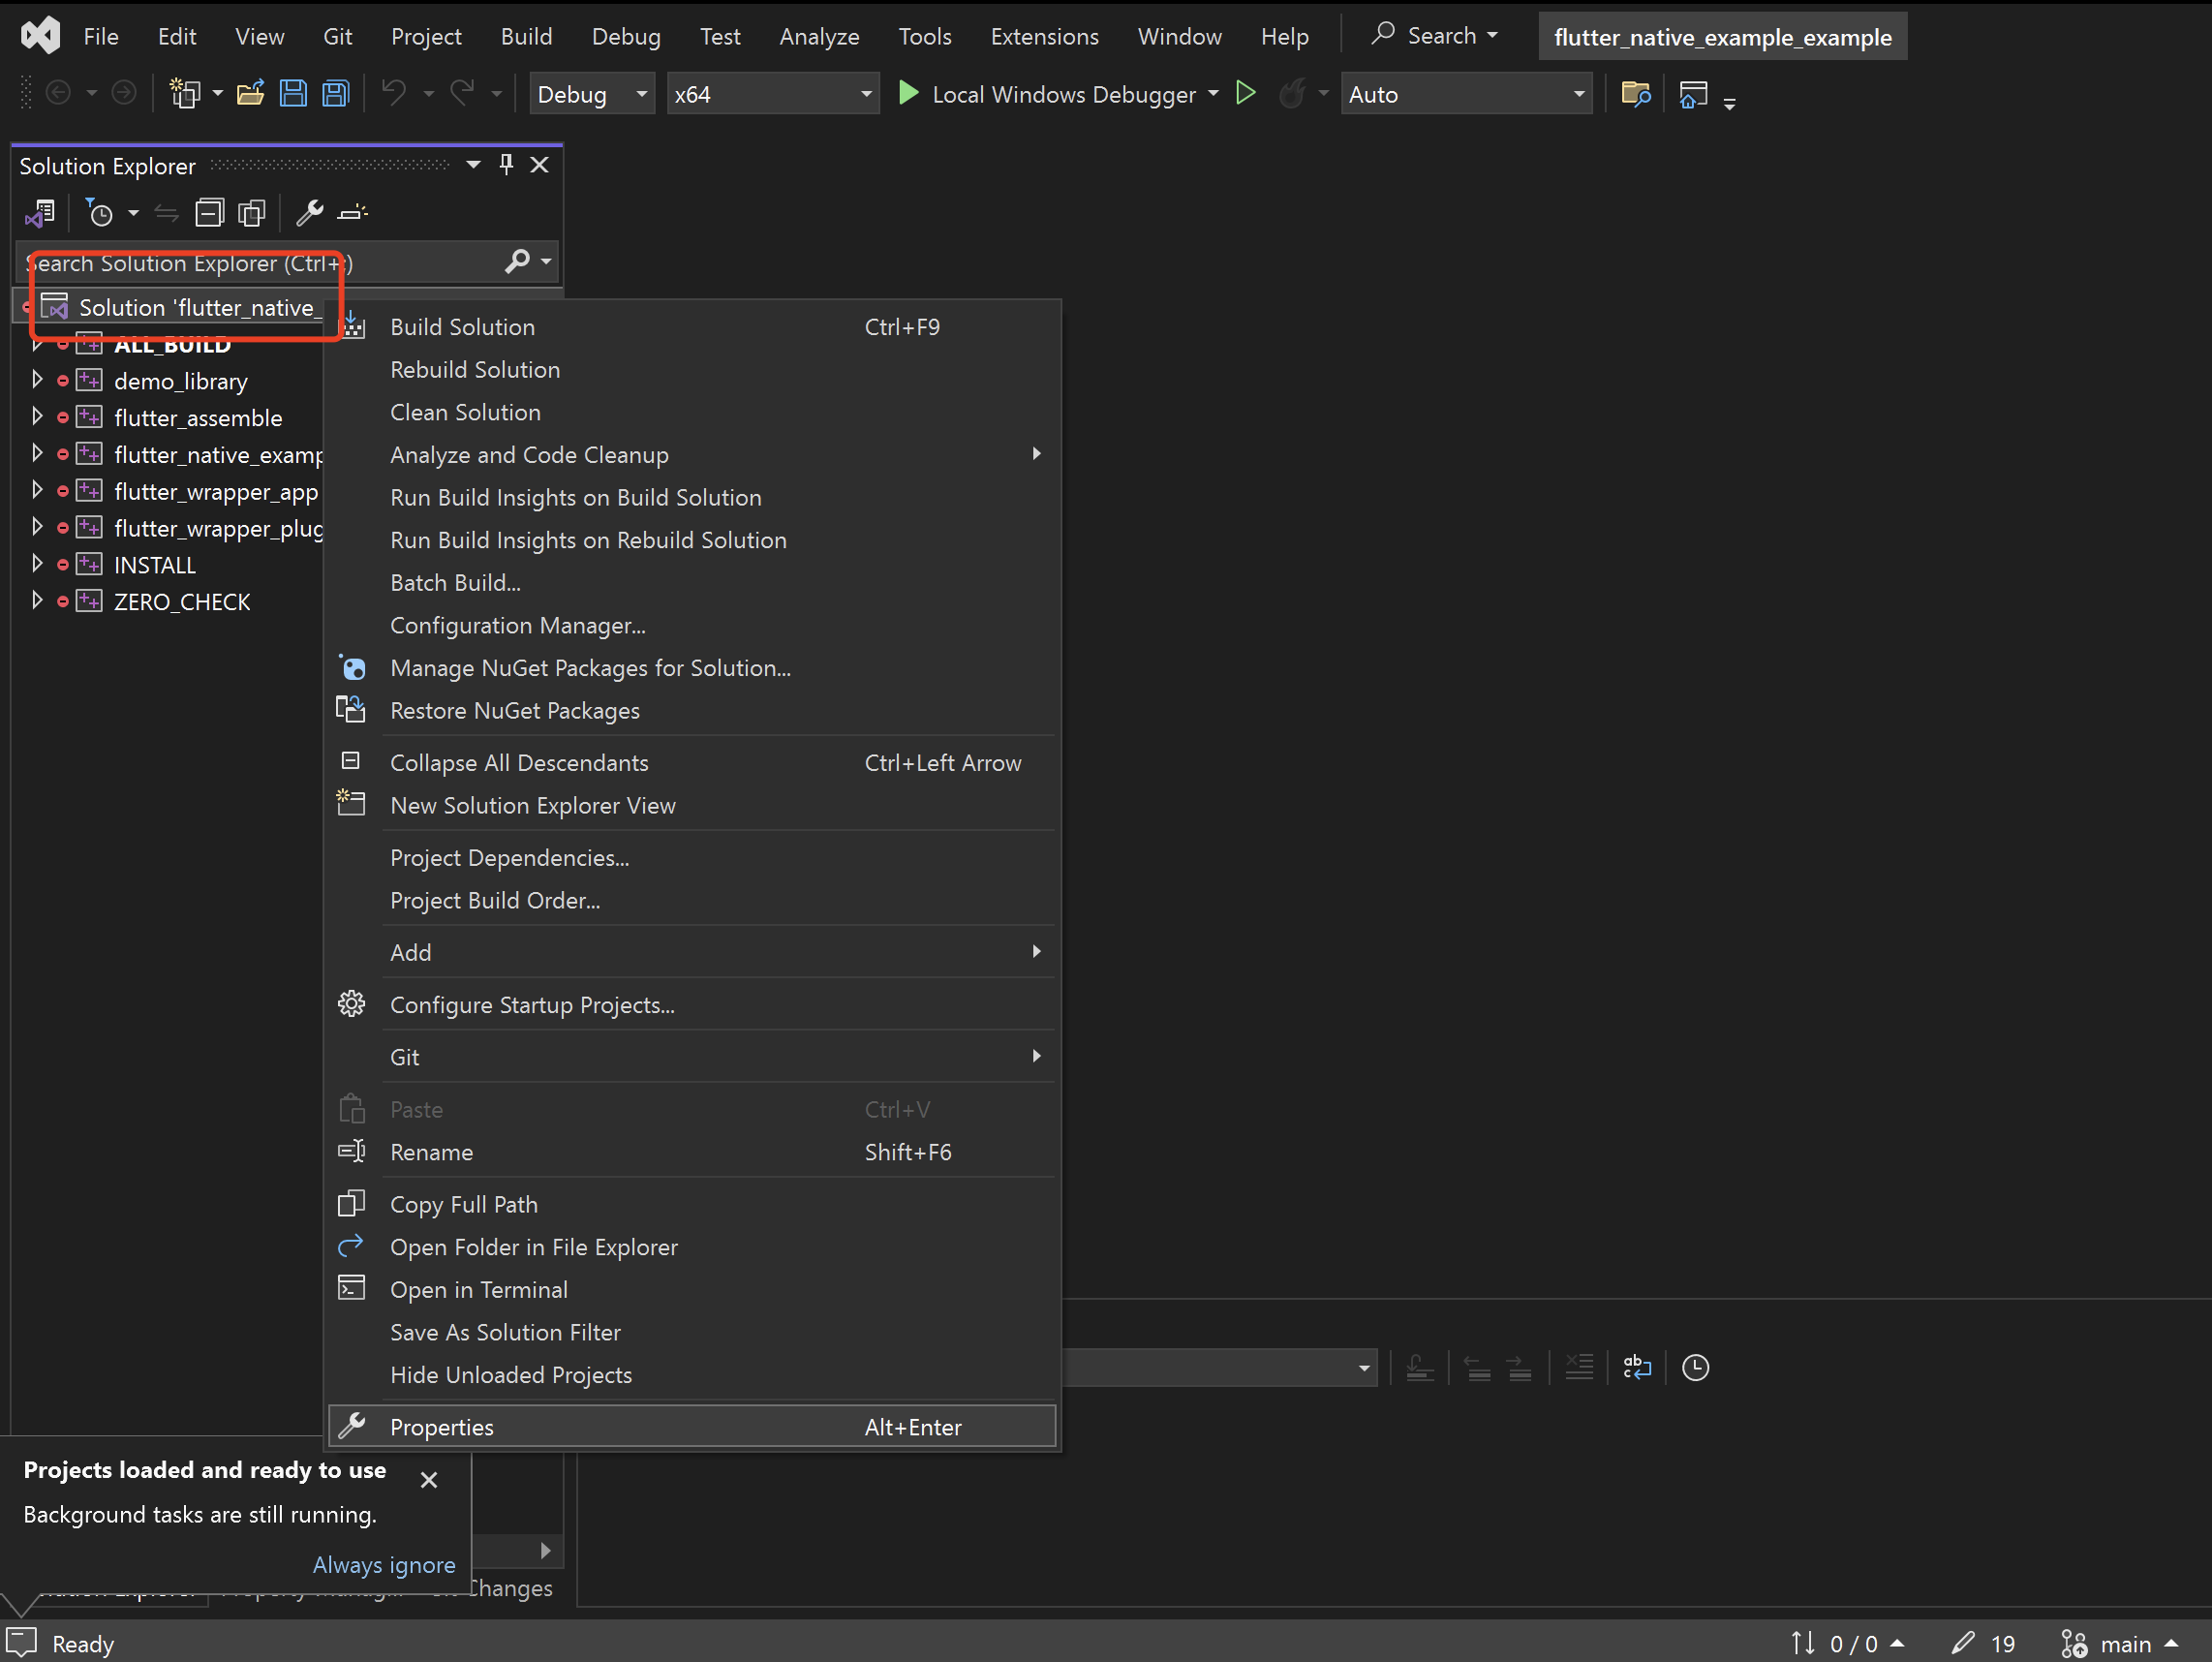 File Edit View Git Project Build Debug Test Analyze Tools Extensions Window Help Search flutter_native_example_example
Debug x64 Local Windows Debugger Auto
Solution Explorer
Search Solution Explorer (Ctrl+;)
Solution 'flutter_native_
ALL_BUILD
demo_library
flutter_assemble
flutter_native_examp
flutter_wrapper_app
flutter_wrapper_plug
INSTALL
ZERO_CHECK
Build Solution Ctrl+F9
Rebuild Solution
Clean Solution
Analyze and Code Cleanup
Run Build Insights on Build Solution
Run Build Insights on Rebuild Solution
Batch Build...
Configuration Manager...
Manage NuGet Packages for Solution...
Restore NuGet Packages
Collapse All Descendants Ctrl+Left Arrow
New Solution Explorer View
Project Dependencies...
Project Build Order...
Add
Configure Startup Projects...
Git
Paste Ctrl+V
Rename Shift+F6
Copy Full Path
Open Folder in File Explorer
Open in Terminal
Save As Solution Filter
Hide Unloaded Projects
Properties Alt+Enter
Projects loaded and ready to use
Background tasks are still running.
Always ignore
Changes
Ready 0 / 0 19 main